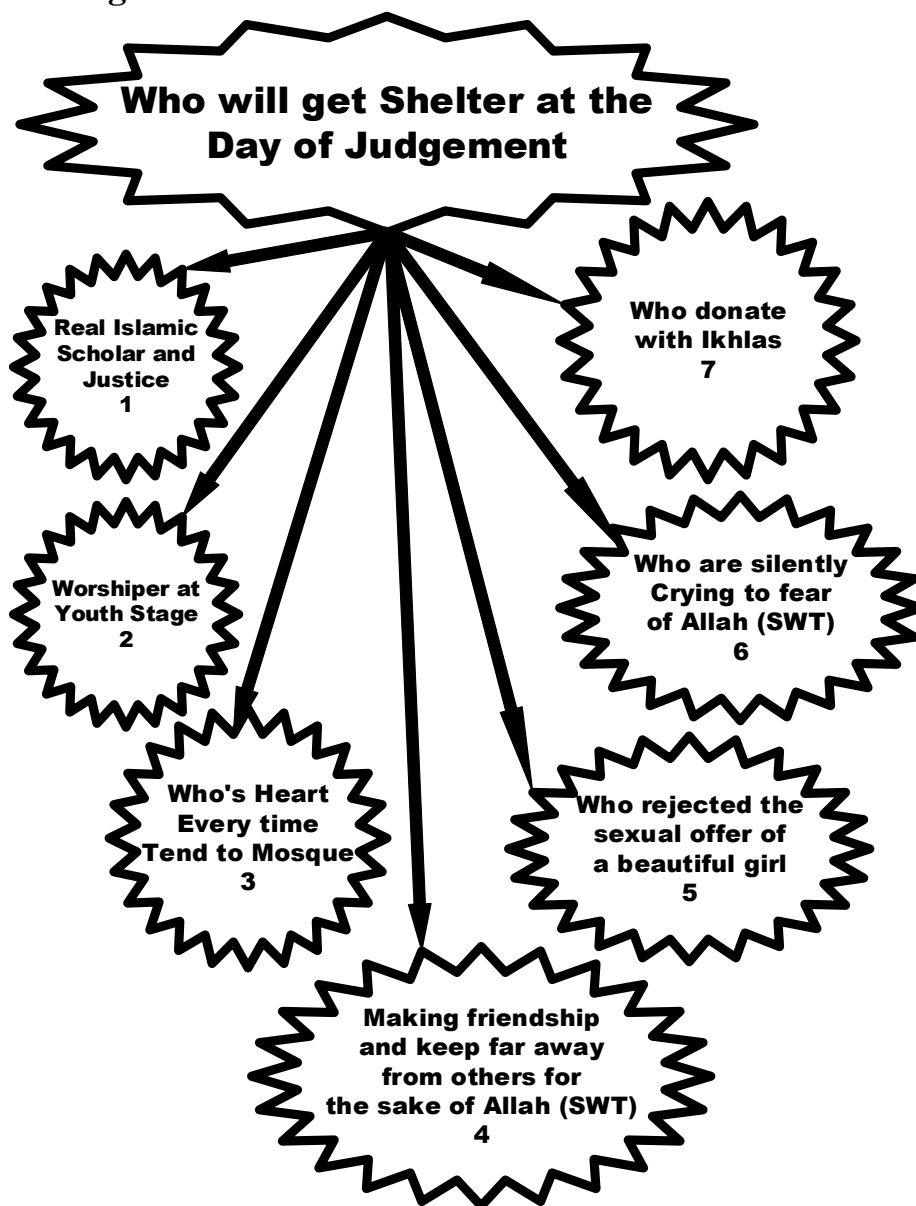 Who will get Shelter at the
Day of Judgement
Real Islamic
Scholar and
Justice
1
Worshiper at
Youth Stage
2
Who's Heart
Every time
Tend to Mosque
3
Making friendship
and keep far away
from others for
the sake of Allah (SWT)
4
Who rejected the
sexual offer of
a beautiful girl
5
Who are silently
Crying to fear
of Allah (SWT)
6
Who donate
with Ikhlas
7